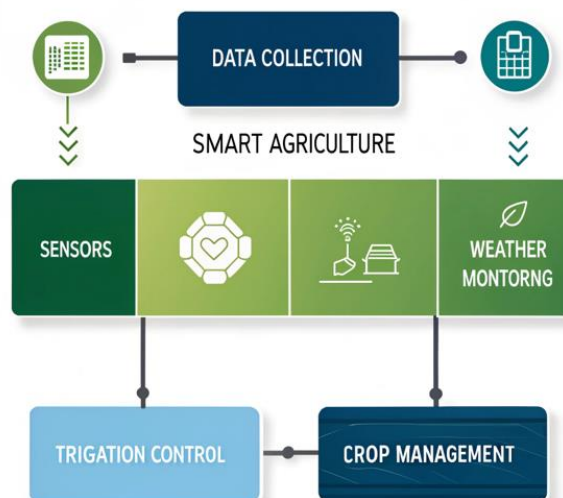 DATA COLLECTION
SMART AGRICULTURE
SENSORS
WEATHER
MONTORNG
TRIGATION CONTROL
CROP MANAGEMENT